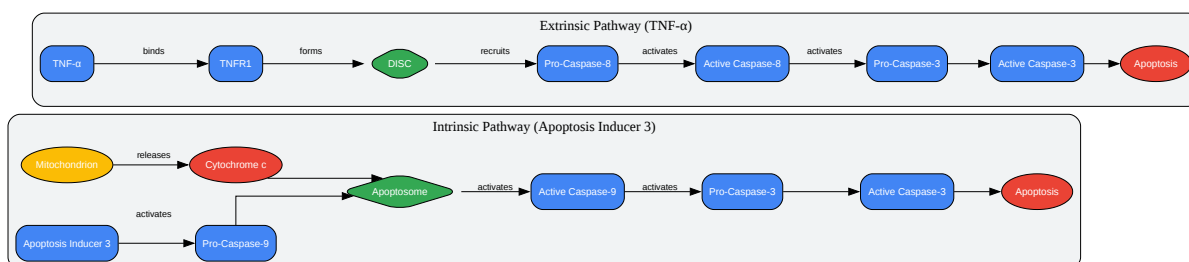 Extrinsic Pathway (TNF-α)
TNF-α
binds
TNFR1
forms
DISC
recruits
Pro-Caspase-8
activates
Active Caspase-8
activates
Pro-Caspase-3
Active Caspase-3
Apoptosis
Intrinsic Pathway (Apoptosis Inducer 3)
Mitochondrion
releases
Cytochrome c
Apoptosome
activates
Active Caspase-9
activates
Pro-Caspase-3
Active Caspase-3
Apoptosis
Apoptosis Inducer 3
activates
Pro-Caspase-9